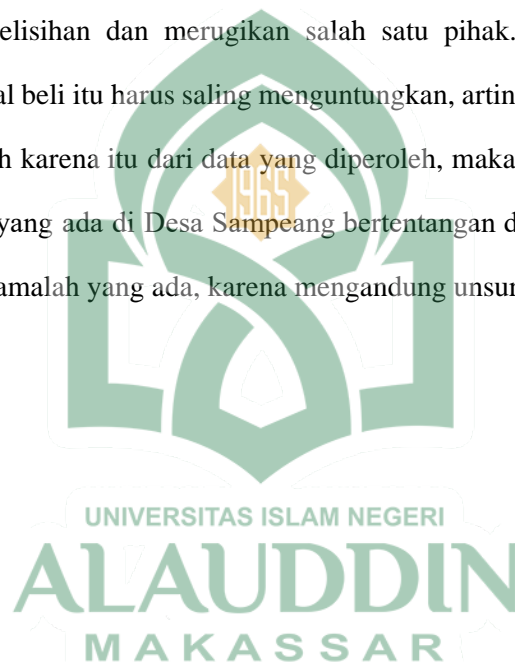 elisihan dan merugikan salah satu pihak.
al beli itu harus saling menguntungkan, artin
h karena itu dari data yang diperoleh, maka
yang ada di Desa Sampeang bertentangan d
amalah yang ada, karena mengandung unsur
1965
UNIVERSITAS ISLAM NEGERI
ALAUDDIN
MAKASSAR